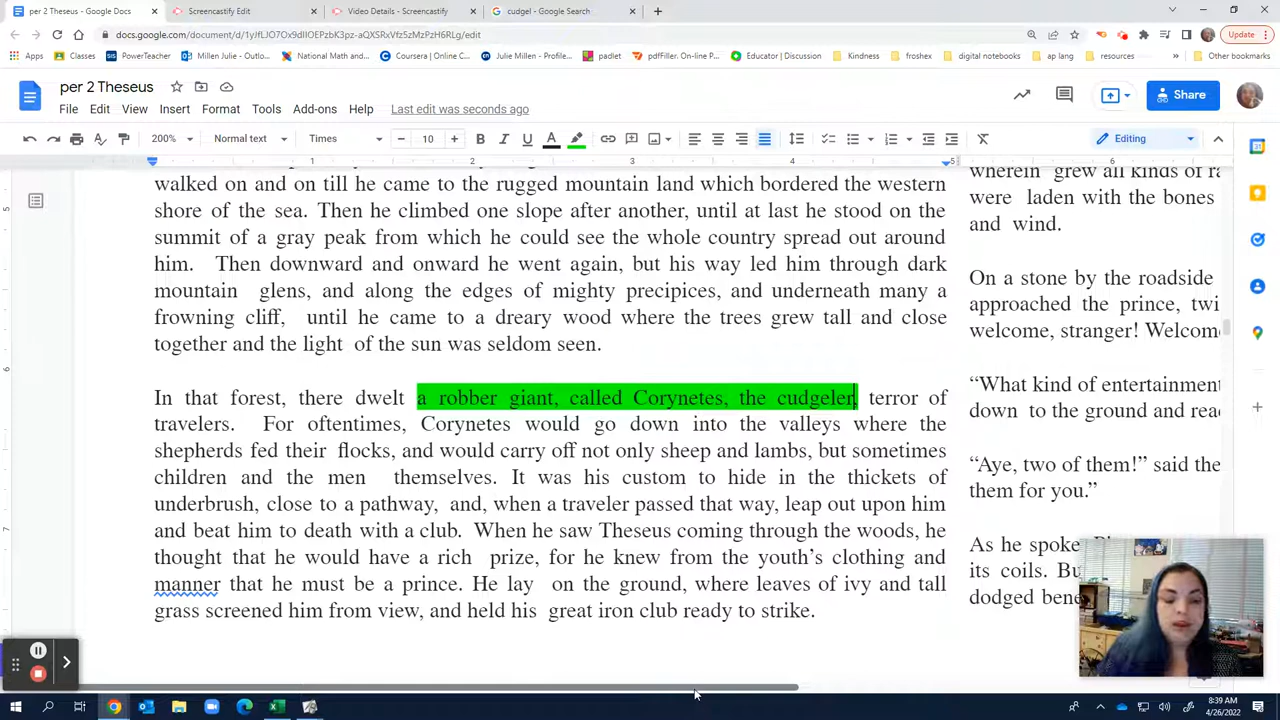 per 2 Theseus - Google Docs
Screencastify Edit
Video Details - Screencastify
cudgel - Google Search
docs.google.com/document/d/1y/
Update
Apps
Classes
PowerTeacher
Millen Julie - Outlo...
National Math and...
Coursera
Julie Millen - Profile...
padlet
pdfFiller. On-line P...
Educator | Discussion
Kindness
froshex
digital notebooks
ap lang
resources
Other bookmarks
per 2 Theseus
File Edit View Insert Format Tools Add-ons Help Last edit was seconds ago
Share
200% Normal text Times 10 Editing
1 2 3 4 5
walked on and on till he came to the rugged mountain land which bordered the western
shore of the sea. Then he climbed one slope after another, until at last he stood on the
summit of a gray peak from which he could see the whole country spread out around
him. Then downward and onward he went again, but his way led him through dark
mountain glens, and along the edges of mighty precipices, and underneath many a
frowning cliff, until he came to a dreary wood where the trees grew tall and close
together and the light of the sun was seldom seen.
In that forest, there dwelt a robber giant, called Corynetes, the cudgeler, terror of
travelers. For oftentimes, Corynetes would go down into the valleys where the
shepherds fed their flocks, and would carry off not only sheep and lambs, but sometimes
children and the men themselves. It was his custom to hide in the thickets of
underbrush, close to a pathway, and, when a traveler passed that way, leap out upon him
and beat him to death with a club. When he saw Theseus coming through the woods, he
thought that he would have a rich prize, for he knew from the youth's clothing and
manner that he must be a prince. He lay on the ground, where leaves of ivy and tall
grass screened him from view, and held his great iron club ready to strike.
wherein grew all kinds of
were laden with the bones
and wind.
On a stone by the roadside
approached the prince,
welcome, stranger!
“What kind of entertainment
down to the ground and
“Aye, two of them!” said
them for you.”
As he spoke
its coils.
dodged
5
6
7
8:39 AM
4/26/2022